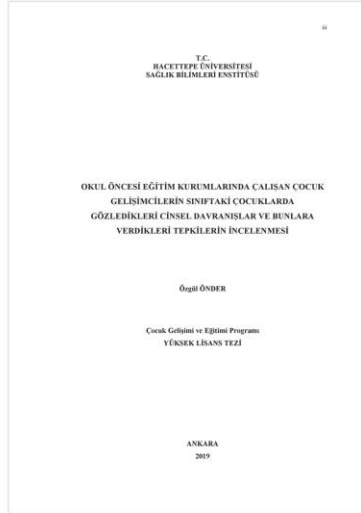 iii
T.C.
HACETTEPE ÜNİVERSİTESİ
SAĞLIK BİLİMLERİ ENSTİTÜSÜ
OKUL ÖNCESİ EĞİTİM KURUMLARINDA ÇALIŞAN ÇOCUK
GELİŞİMCİLERİN SINIFTAKİ ÇOCUKLARDA
GÖZLEDİKLERİ CİNSEL DAVRANIŞLAR VE BUNLARA
VERDİKLERİ TEPKİLERİN İNCELENMESİ
Özgül ÖNDER
Çocuk Gelişimi ve Eğitimi Programı
YÜKSEK LİSANS TEZİ
ANKARA
2019